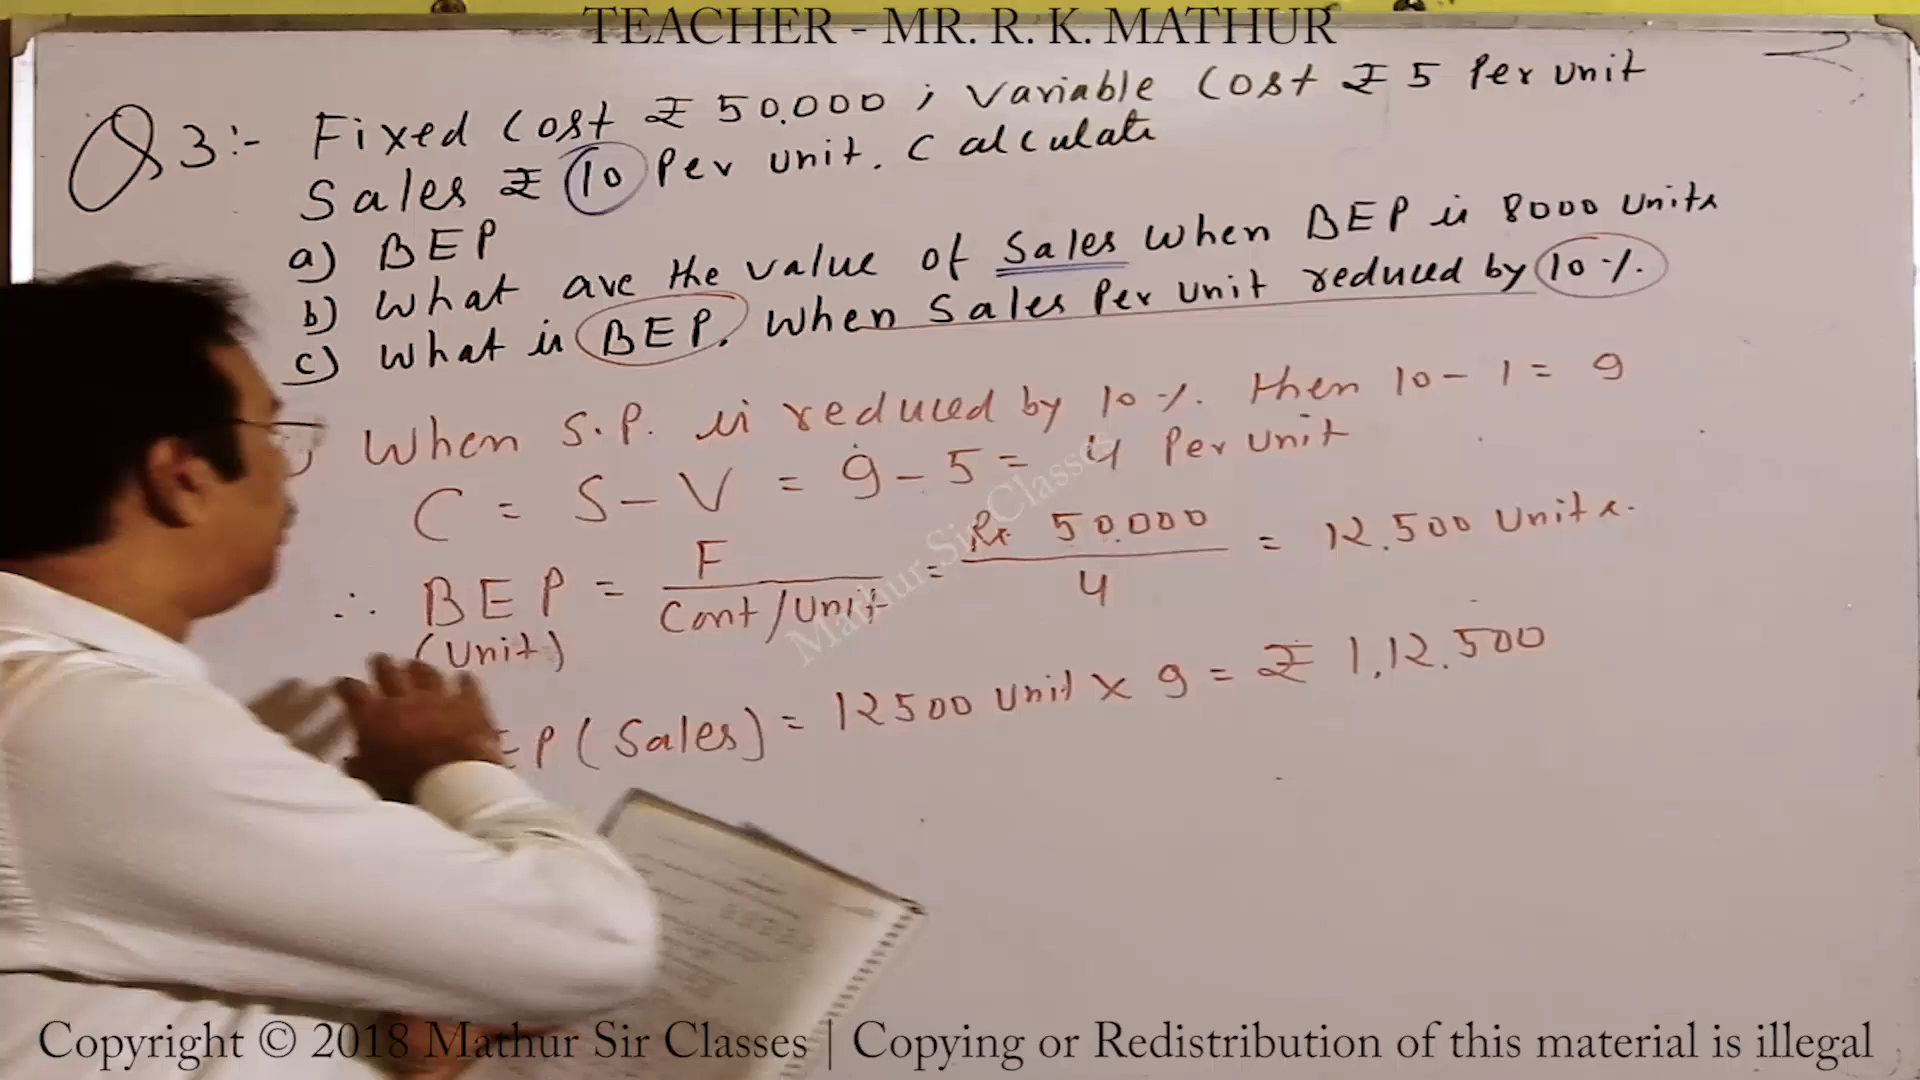 TEACHER - MR. R. K. MATHUR
Q3:- Fixed Cost ₹ 50.000 ; Variable Cost ₹ 5 Per unit
Sales ₹ 10 Per unit. Calculate
a) BEP
b) What are the value of Sales when BEP is 8000 units
c) What is BEP. When Sales Per unit reduced by 10%.
When S.P. is reduced by 10%. then 10 - 1 = 9
C = S - V = 9 - 5 = 4 Per unit
∴ BEP (Unit) = F / Cont/Unit = Rs 50.000 / 4 = 12.500 Units.
EP (Sales) = 12500 Unit x 9 = ₹ 1,12.500
Mathur Sir Classes
Copyright © 2018 Mathur Sir Classes | Copying or Redistribution of this material is illegal